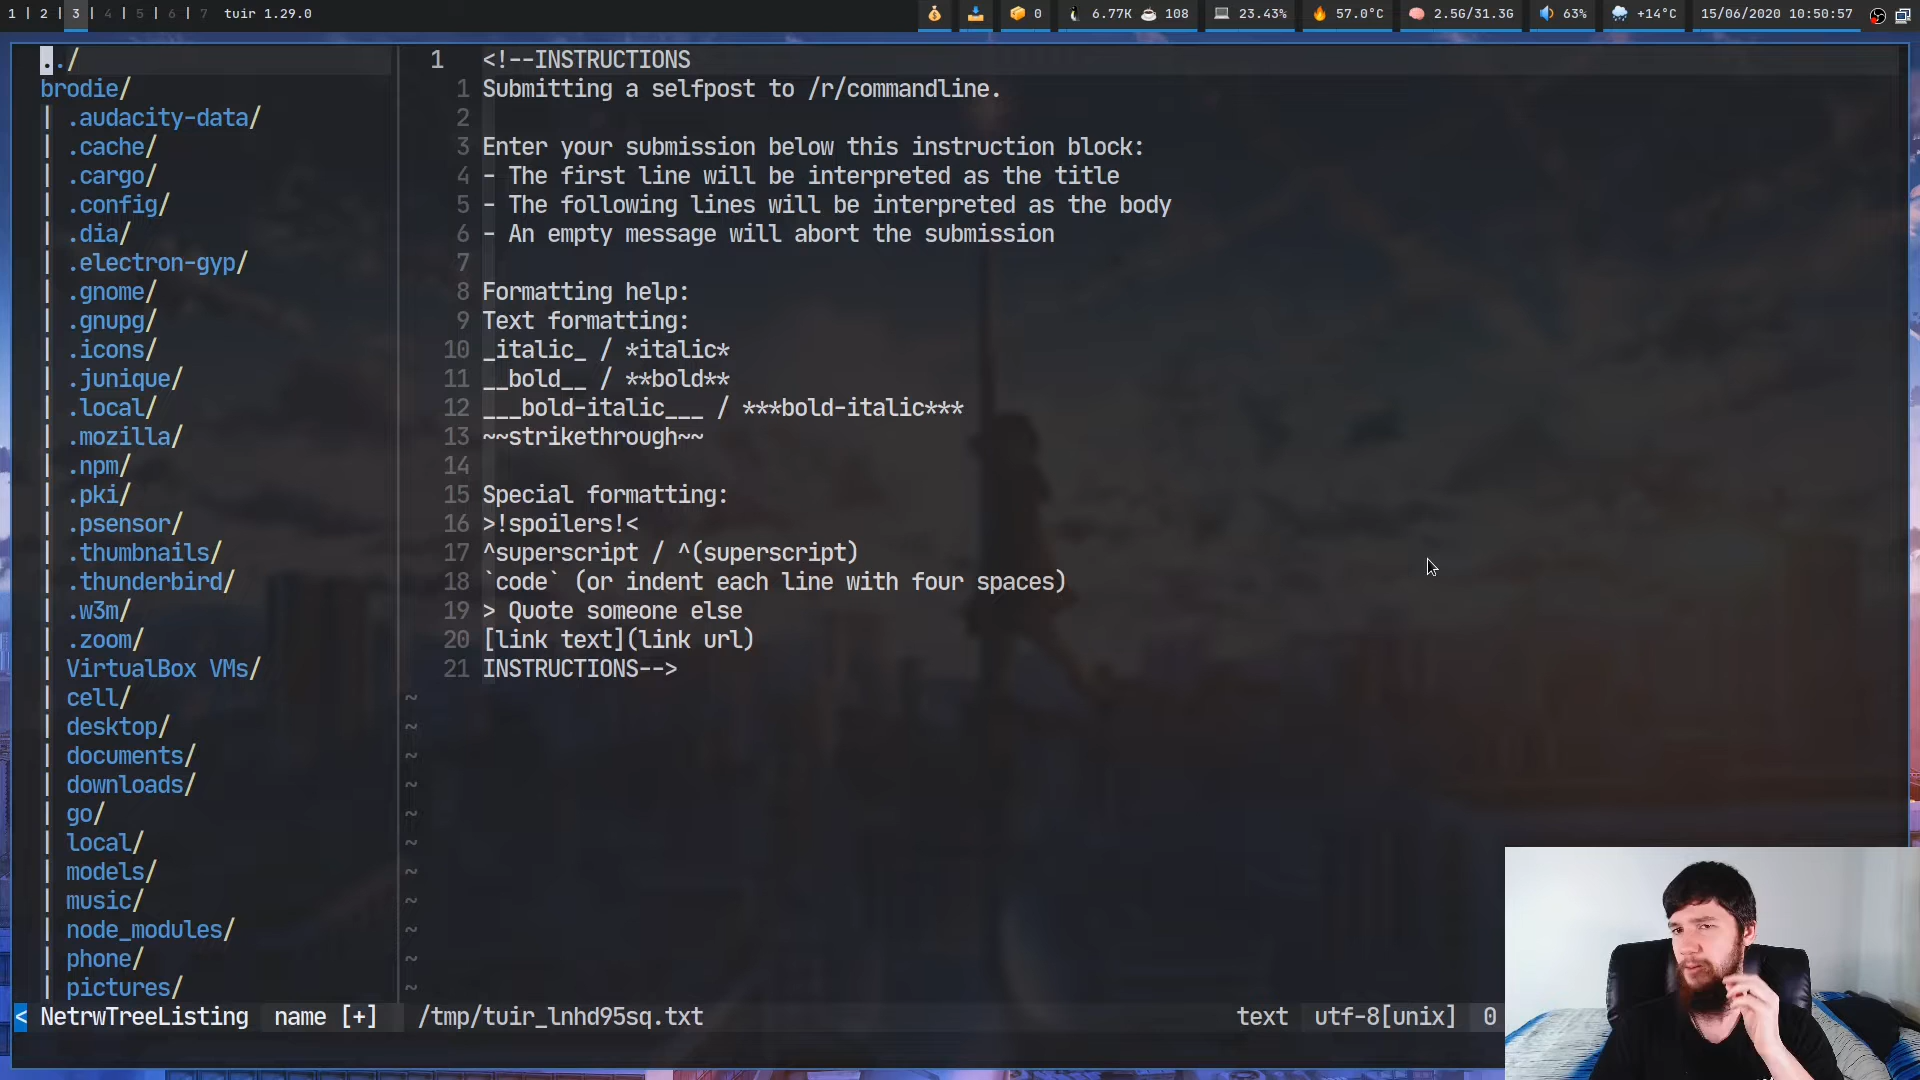 1 | 2 | 3 | 4 | 5 | 6 | 7 tuir 1.29.0 0 6.77K 108 23.43% 57.0°C 2.5G/31.3G 63% +14°C 15/06/2020 10:50:57
../
brodie/
| .audacity-data/
| .cache/
| .cargo/
| .config/
| .dia/
| .electron-gyp/
| .gnome/
| .gnupg/
| .icons/
| .junique/
| .local/
| .mozilla/
| .npm/
| .pki/
| .psensor/
| .thumbnails/
| .thunderbird/
| .w3m/
| .zoom/
| VirtualBox VMs/
| cell/
| desktop/
| documents/
| downloads/
| go/
| local/
| models/
| music/
| node_modules/
| phone/
| pictures/
1 <!--INSTRUCTIONS
1 Submitting a selfpost to /r/commandline.
2
3 Enter your submission below this instruction block:
4 - The first line will be interpreted as the title
5 - The following lines will be interpreted as the body
6 - An empty message will abort the submission
7
8 Formatting help:
9 Text formatting:
10 _italic_ / *italic*
11 __bold__ / **bold**
12 ___bold-italic___ / ***bold-italic***
13 ~~strikethrough~~
14
15 Special formatting:
16 >!spoilers!<
17 ^superscript / ^(superscript)
18 `code` (or indent each line with four spaces)
19 > Quote someone else
20 [link text](link url)
21 INSTRUCTIONS-->
~
~
~
~
~
~
~
~
~
~
~
< NetrwTreeListing name [+] /tmp/tuir_lnhd95sq.txt text utf-8[unix] 0